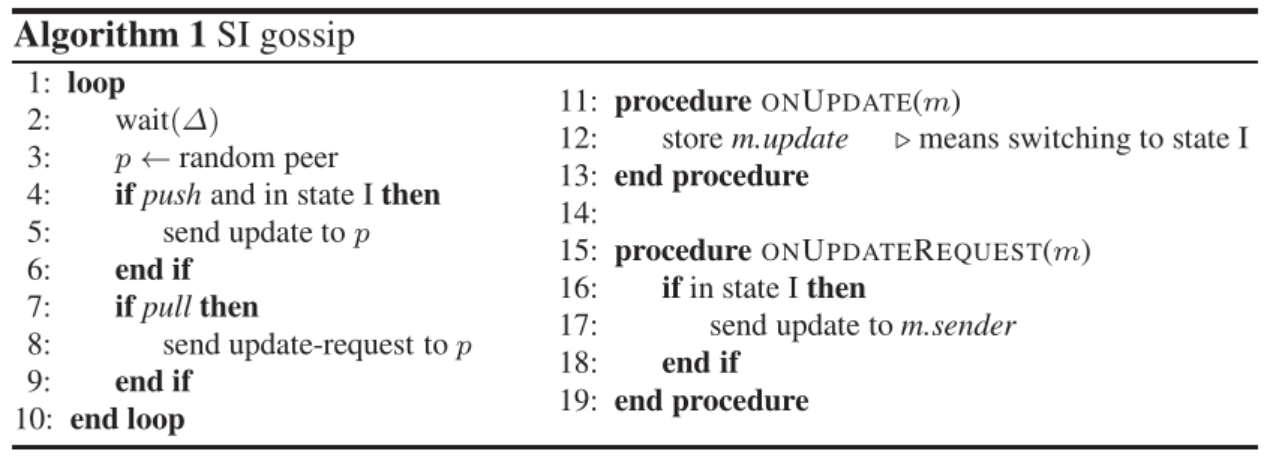 Algorithm 1 SI gossip
1: loop
2: wait(Δ)
3: p ← random peer
4: if push and in state I then
5: send update to p
6: end if
7: if pull then
8: send update-request to p
9: end if
10: end loop
11: procedure ONUPDATE(m)
12: store m.update ▷ means switching to state I
13: end procedure
14:
15: procedure ONUPDATEREQUEST(m)
16: if in state I then
17: send update to m.sender
18: end if
19: end procedure